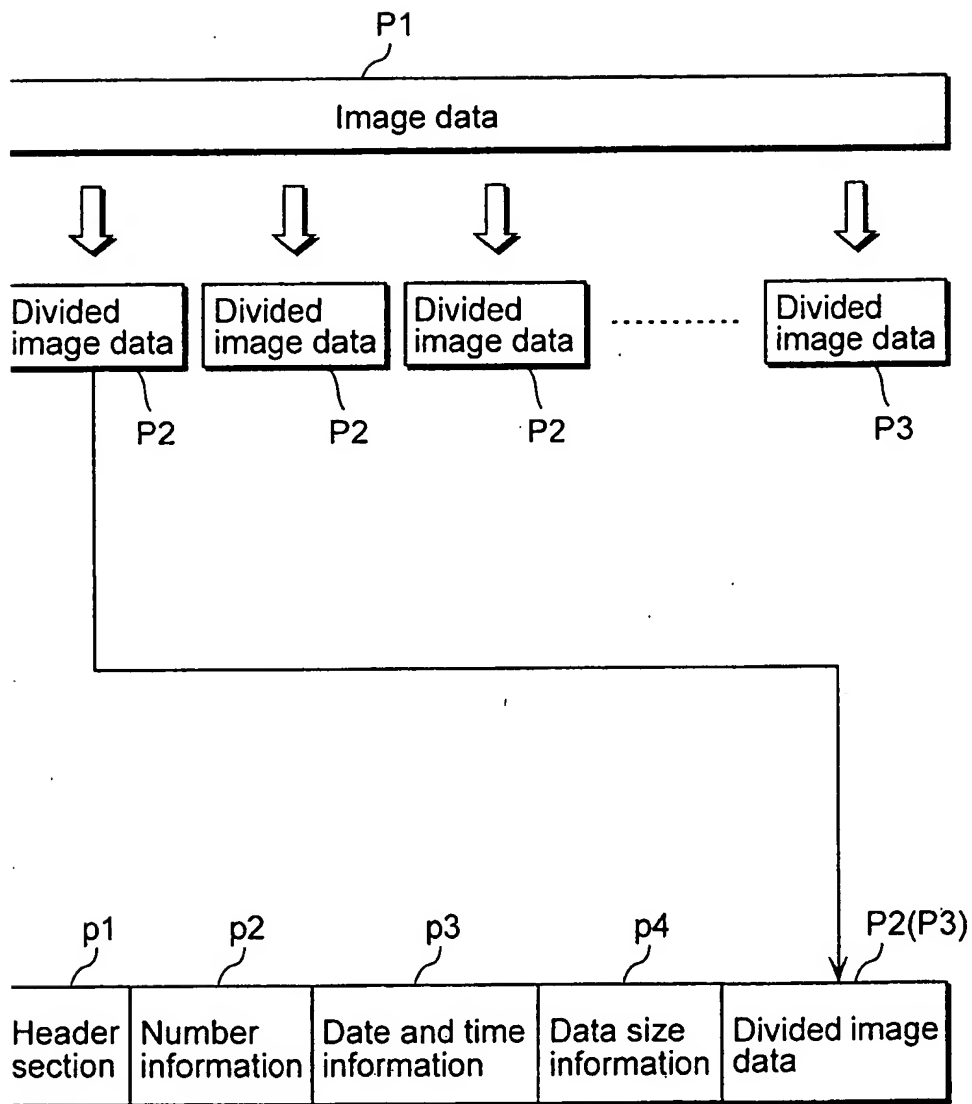 P1
Image data
Divided Divided Divided Divided
image data image data image data ............ image data
P2 P2 P2 P3
p1 p2 p3 p4 P2(P3)
Header Number Date and time Data size Divided image
section information information information data